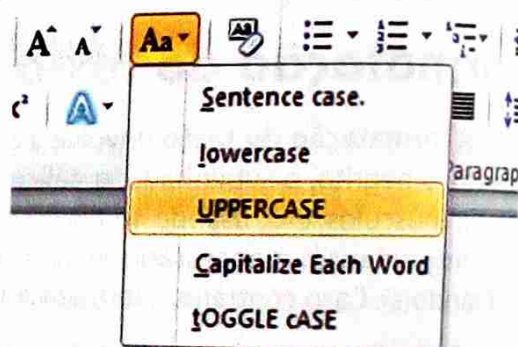 A A Aa
Sentence case.
lowercase
UPPERCASE
Capitalize Each Word
tOGGLE cASE
Paragrap